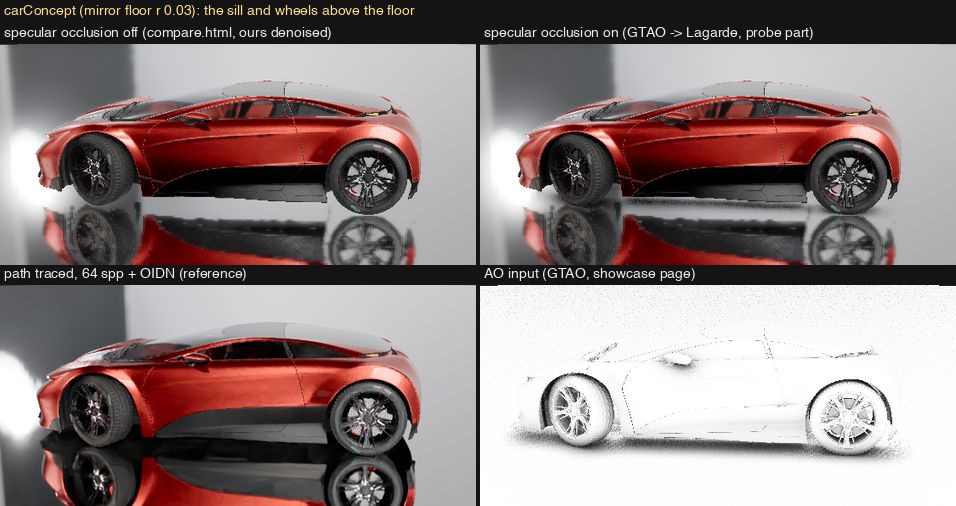 carConcept (mirror floor r 0.03): the sill and wheels above the floor
specular occlusion off (compare.html, ours denoised)
specular occlusion on (GTAO -> Lagarde, probe part)
path traced, 64 spp + OIDN (reference)
AO input (GTAO, showcase page)